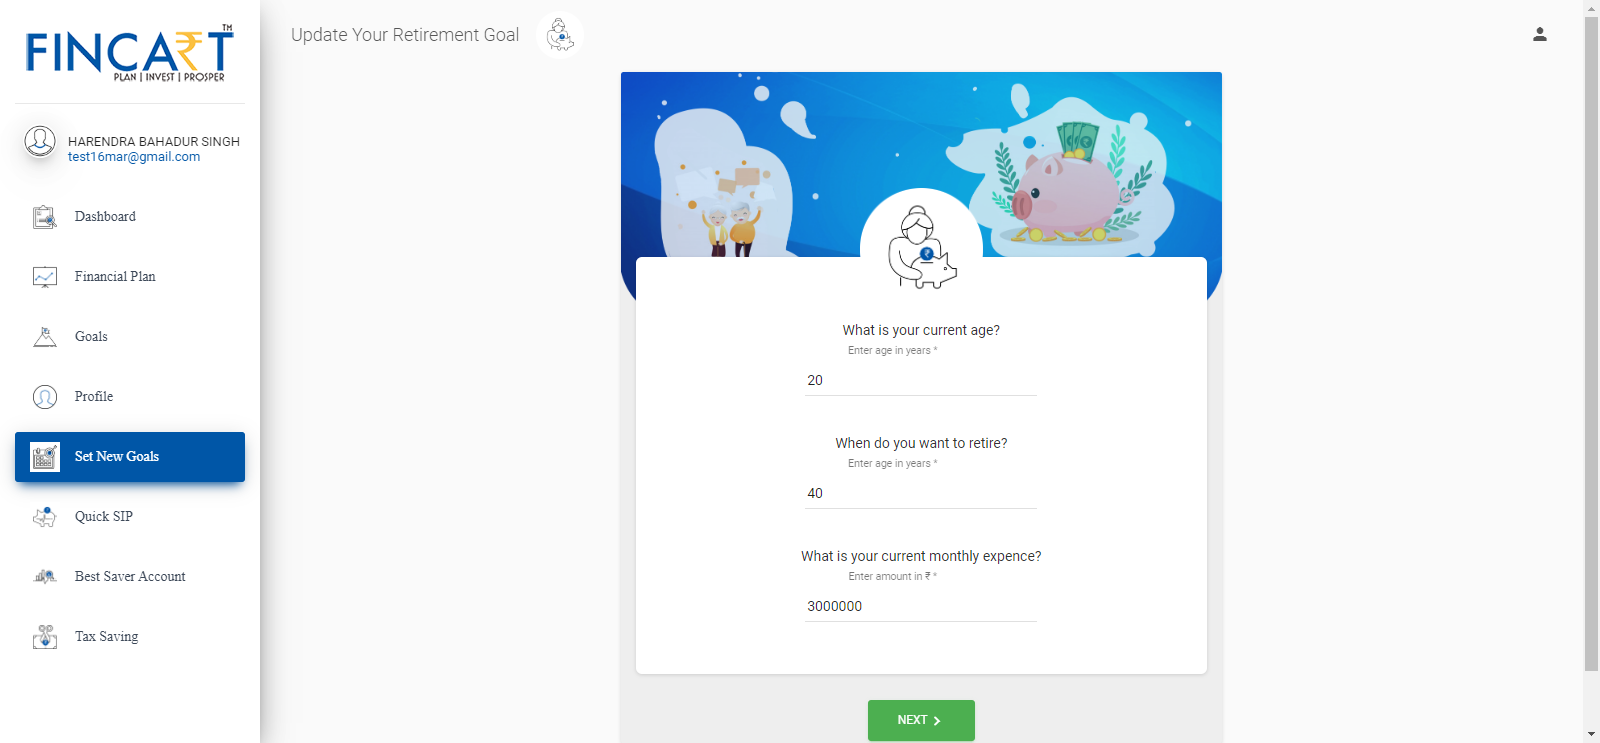 FINCART™
PLAN | INVEST | PROSPER
HARENDRA BAHADUR SINGH
test16mar@gmail.com
Dashboard
Financial Plan
Goals
Profile
Set New Goals
Quick SIP
Best Saver Account
Tax Saving
Update Your Retirement Goal
What is your current age?
Enter age in years *
20
When do you want to retire?
Enter age in years *
40
What is your current monthly expence?
Enter amount in ₹ *
3000000
NEXT